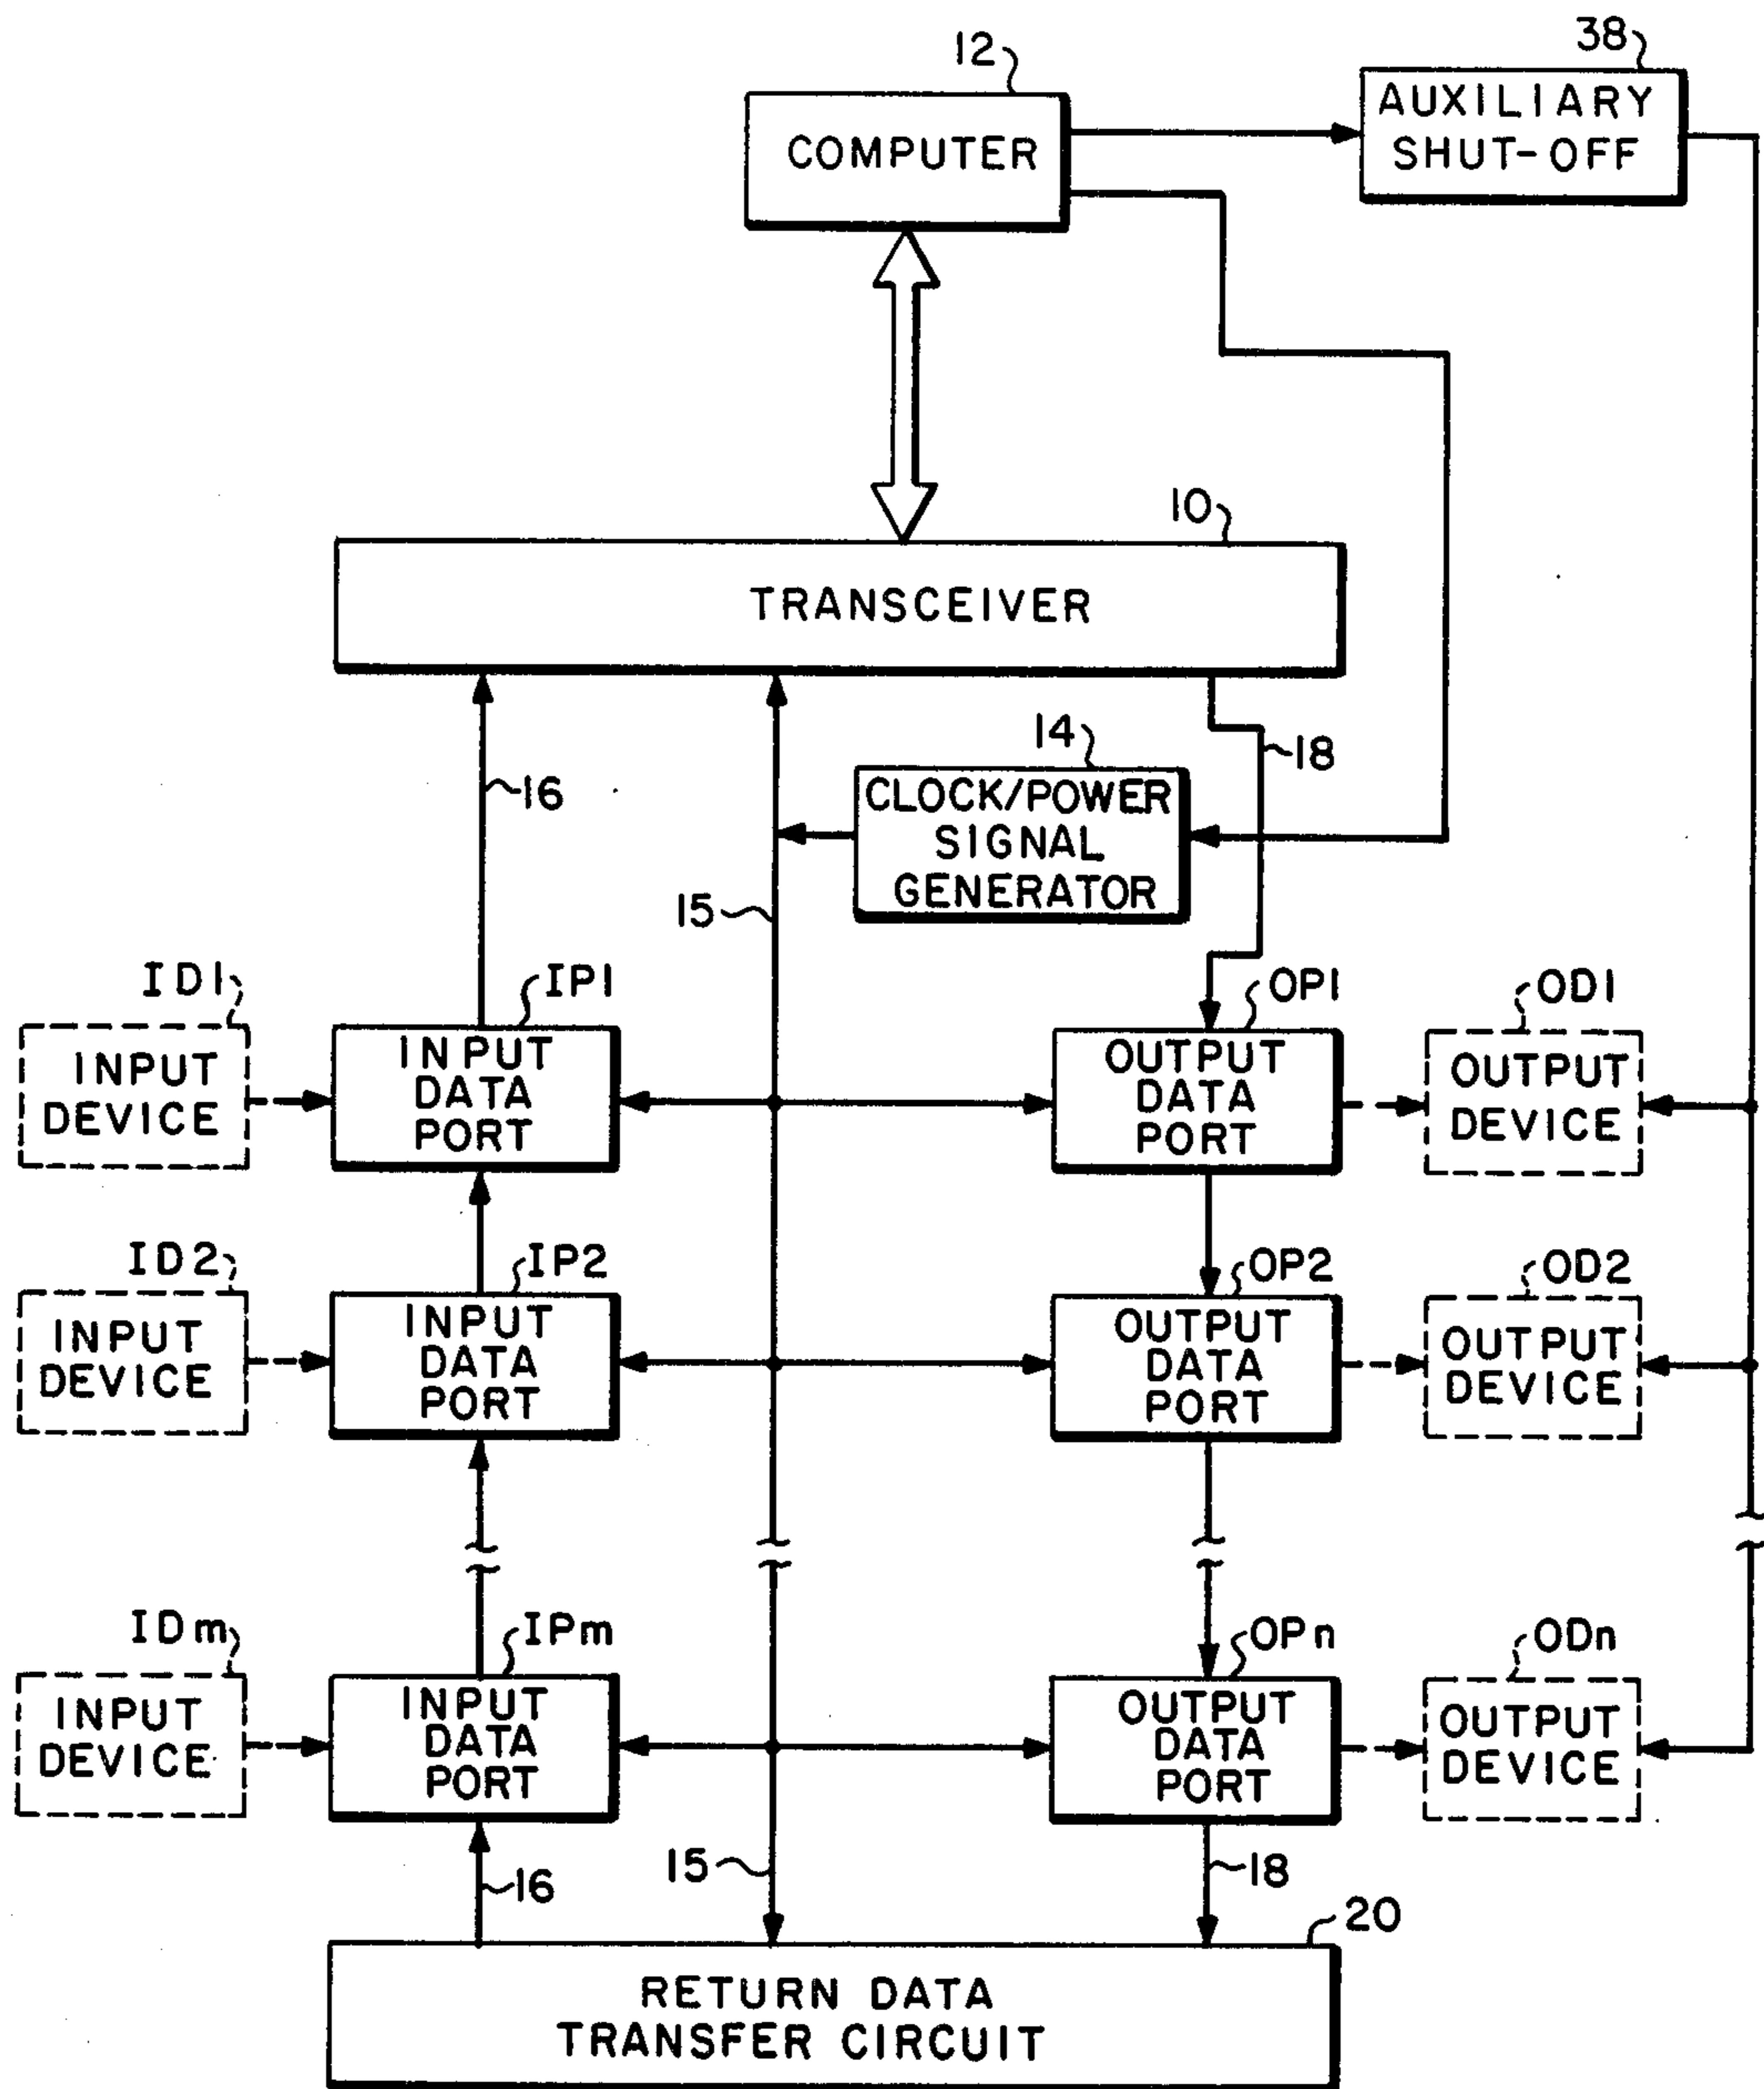 12
38
COMPUTER
AUXILIARY
SHUT-OFF
10
TRANSCEIVER
14
18
16
CLOCK/POWER
SIGNAL
GENERATOR
15
ID1
IP1
OP1
OD1
INPUT
DEVICE
INPUT
DATA
PORT
OUTPUT
DATA
PORT
OUTPUT
DEVICE
ID2
IP2
OP2
OD2
INPUT
DEVICE
INPUT
DATA
PORT
OUTPUT
DATA
PORT
OUTPUT
DEVICE
IDm
IPm
OPn
ODn
INPUT
DEVICE
INPUT
DATA
PORT
OUTPUT
DATA
PORT
OUTPUT
DEVICE
16
15
18
20
RETURN DATA
TRANSFER CIRCUIT